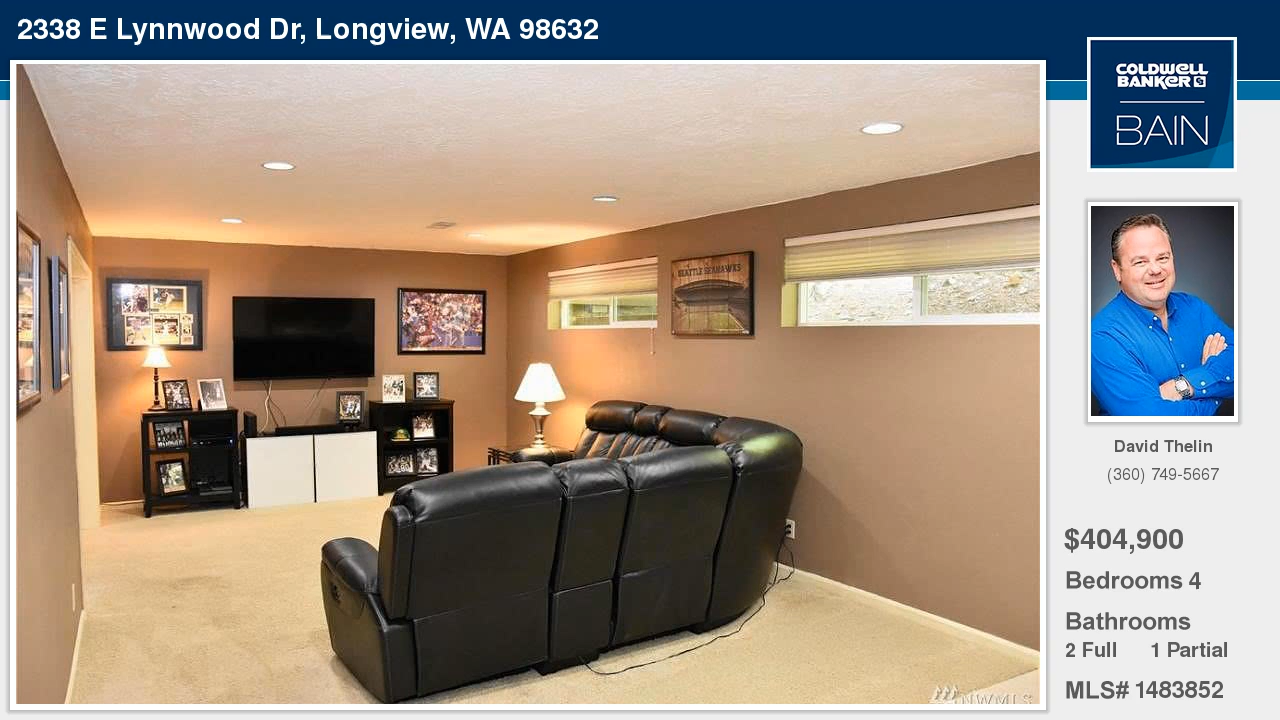 2338 E Lynnwood Dr, Longview, WA 98632
COLDWELL
BANKER CB
BAIN
SEATTLE SEAHAWKS
David Thelin
(360) 749-5667
$404,900
Bedrooms 4
Bathrooms
2 Full 1 Partial
MLS# 1483852
NWMLS